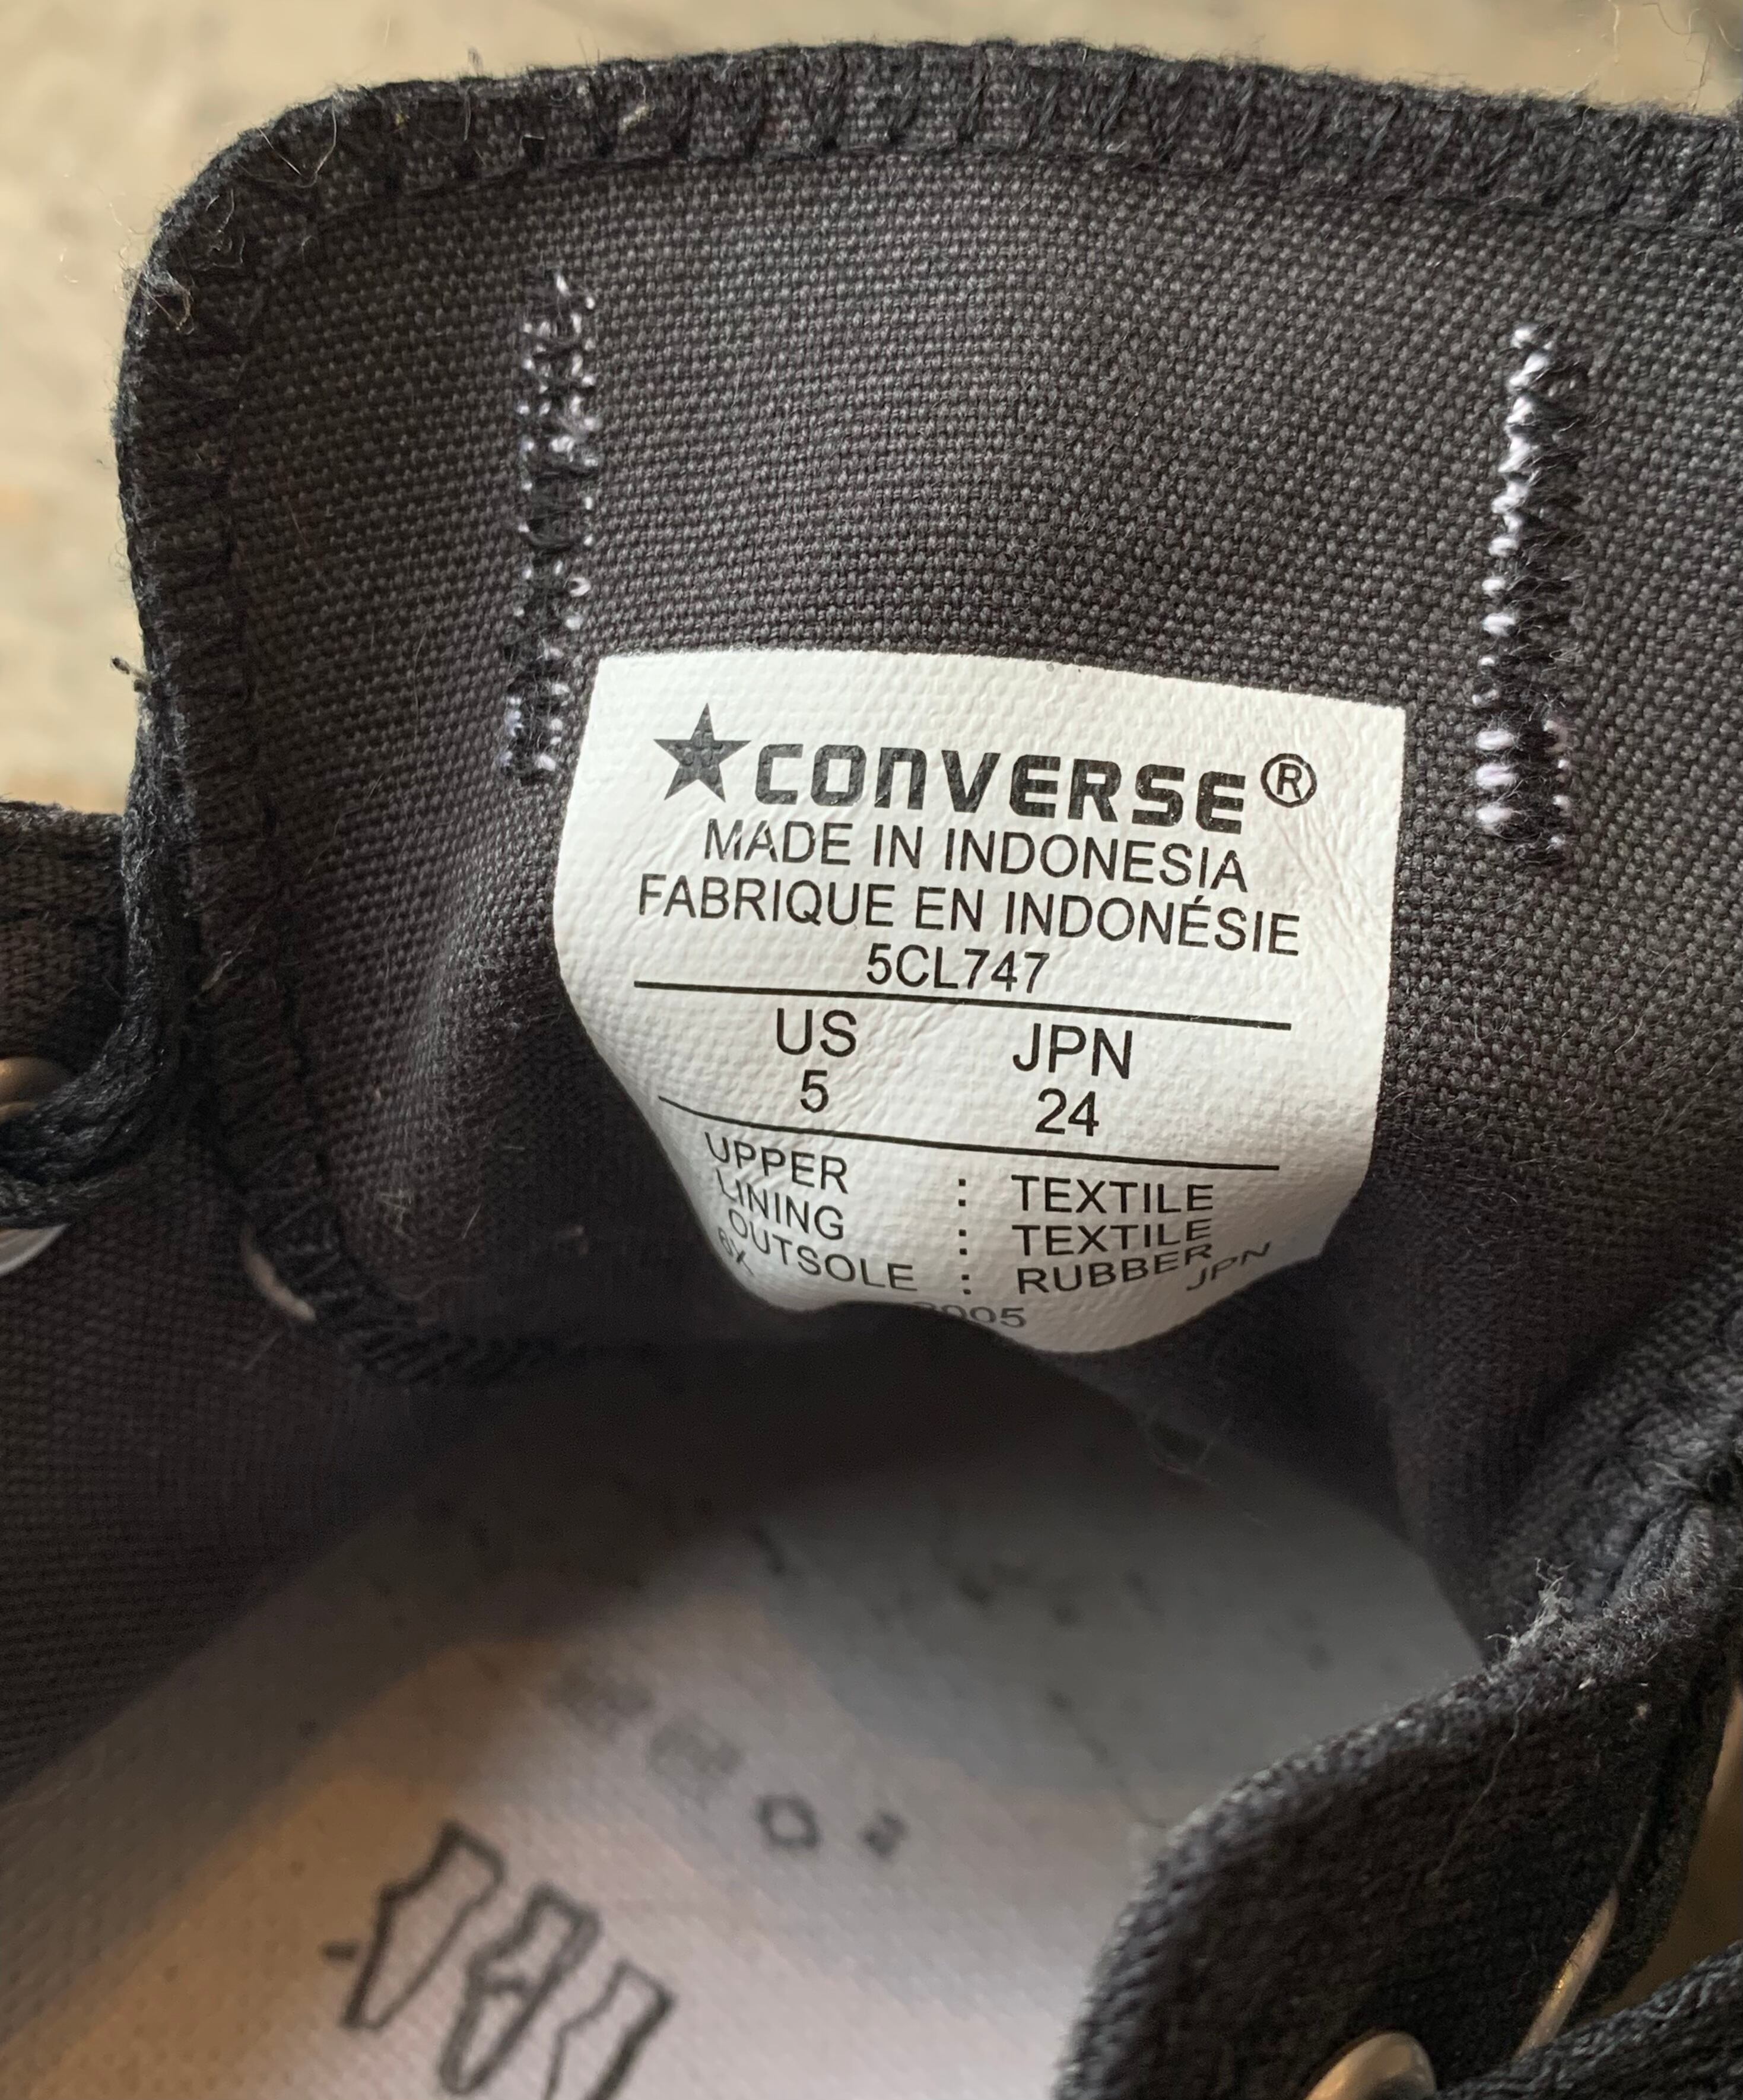 CONVERSE®
MADE IN INDONESIA
FABRIQUE EN INDONÉSIE
5CL747
US JPN
5 24
UPPER : TEXTILE
LINING : TEXTILE
OUTSOLE : RUBBER
JPN